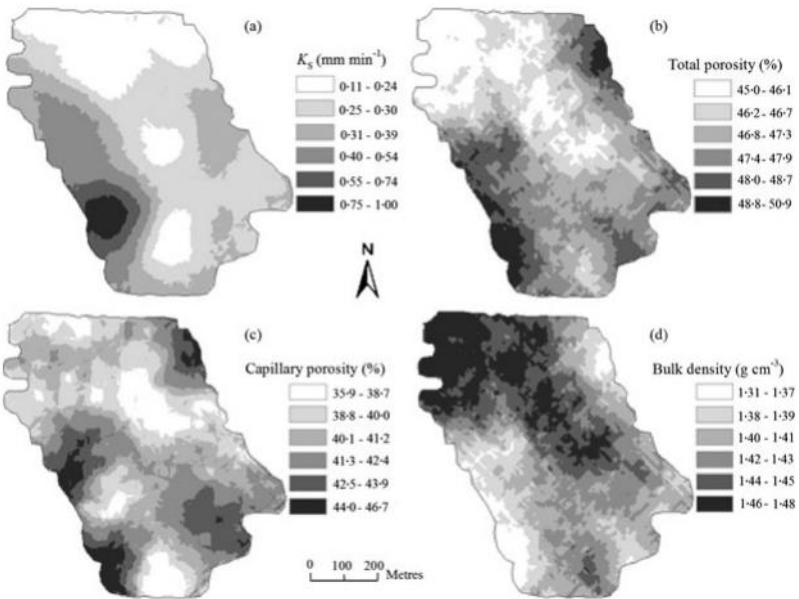 (a)
Kₛ (mm min⁻¹)
0·11 - 0·24
0·25 - 0·30
0·31 - 0·39
0·40 - 0·54
0·55 - 0·74
0·75 - 1·00
(b)
Total porosity (%)
45·0 - 46·1
46·2 - 46·7
46·8 - 47·3
47·4 - 47·9
48·0 - 48·7
48·8 - 50·9
N
(c)
Capillary porosity (%)
35·9 - 38·7
38·8 - 40·0
40·1 - 41·2
41·3 - 42·4
42·5 - 43·9
44·0 - 46·7
0 100 200
Metres
(d)
Bulk density (g cm⁻³)
1·31 - 1·37
1·38 - 1·39
1·40 - 1·41
1·42 - 1·43
1·44 - 1·45
1·46 - 1·48